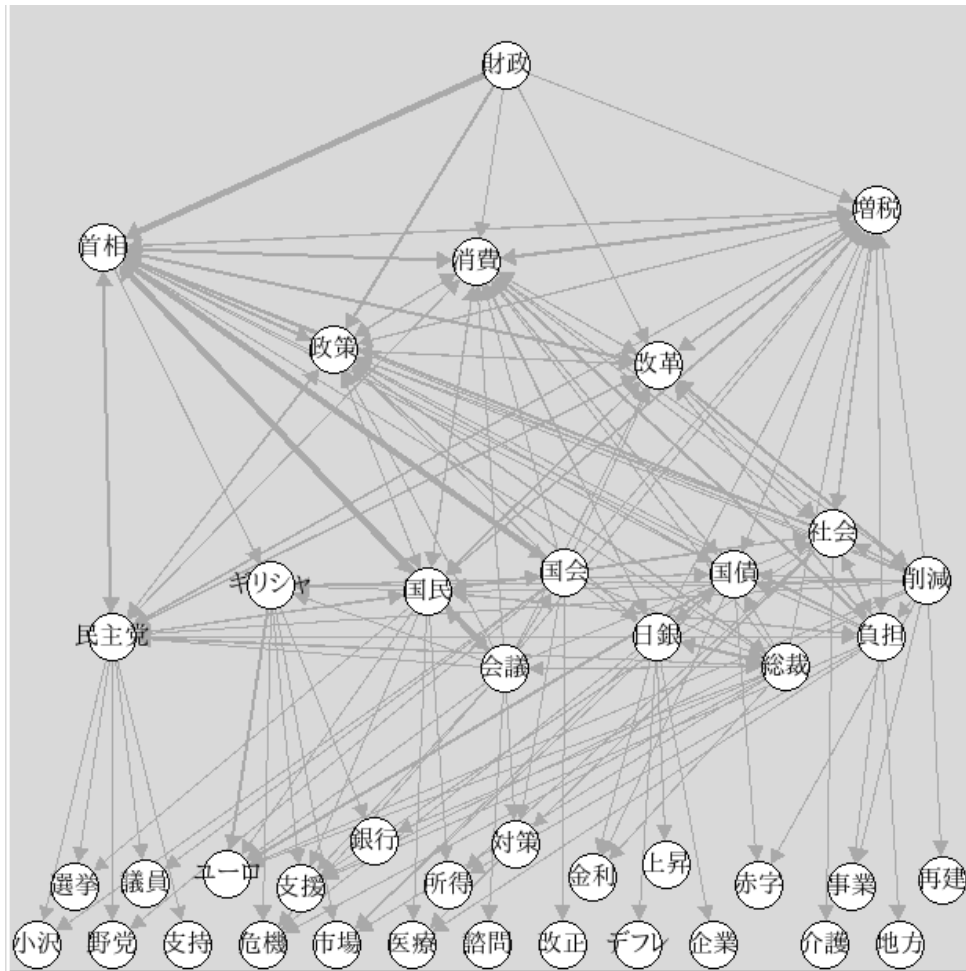 財政
増税
首相
消費
政策
改革
社会
ギリシャ
国民
国会
国債
削減
民主党
会議
日銀
総裁
負担
銀行
対策
上昇
選挙
議員
ユーロ
支援
所得
金利
赤字
事業
再建
小沢
野党
支持
危機
市場
医療
諮問
改正
デフレ
企業
介護
地方